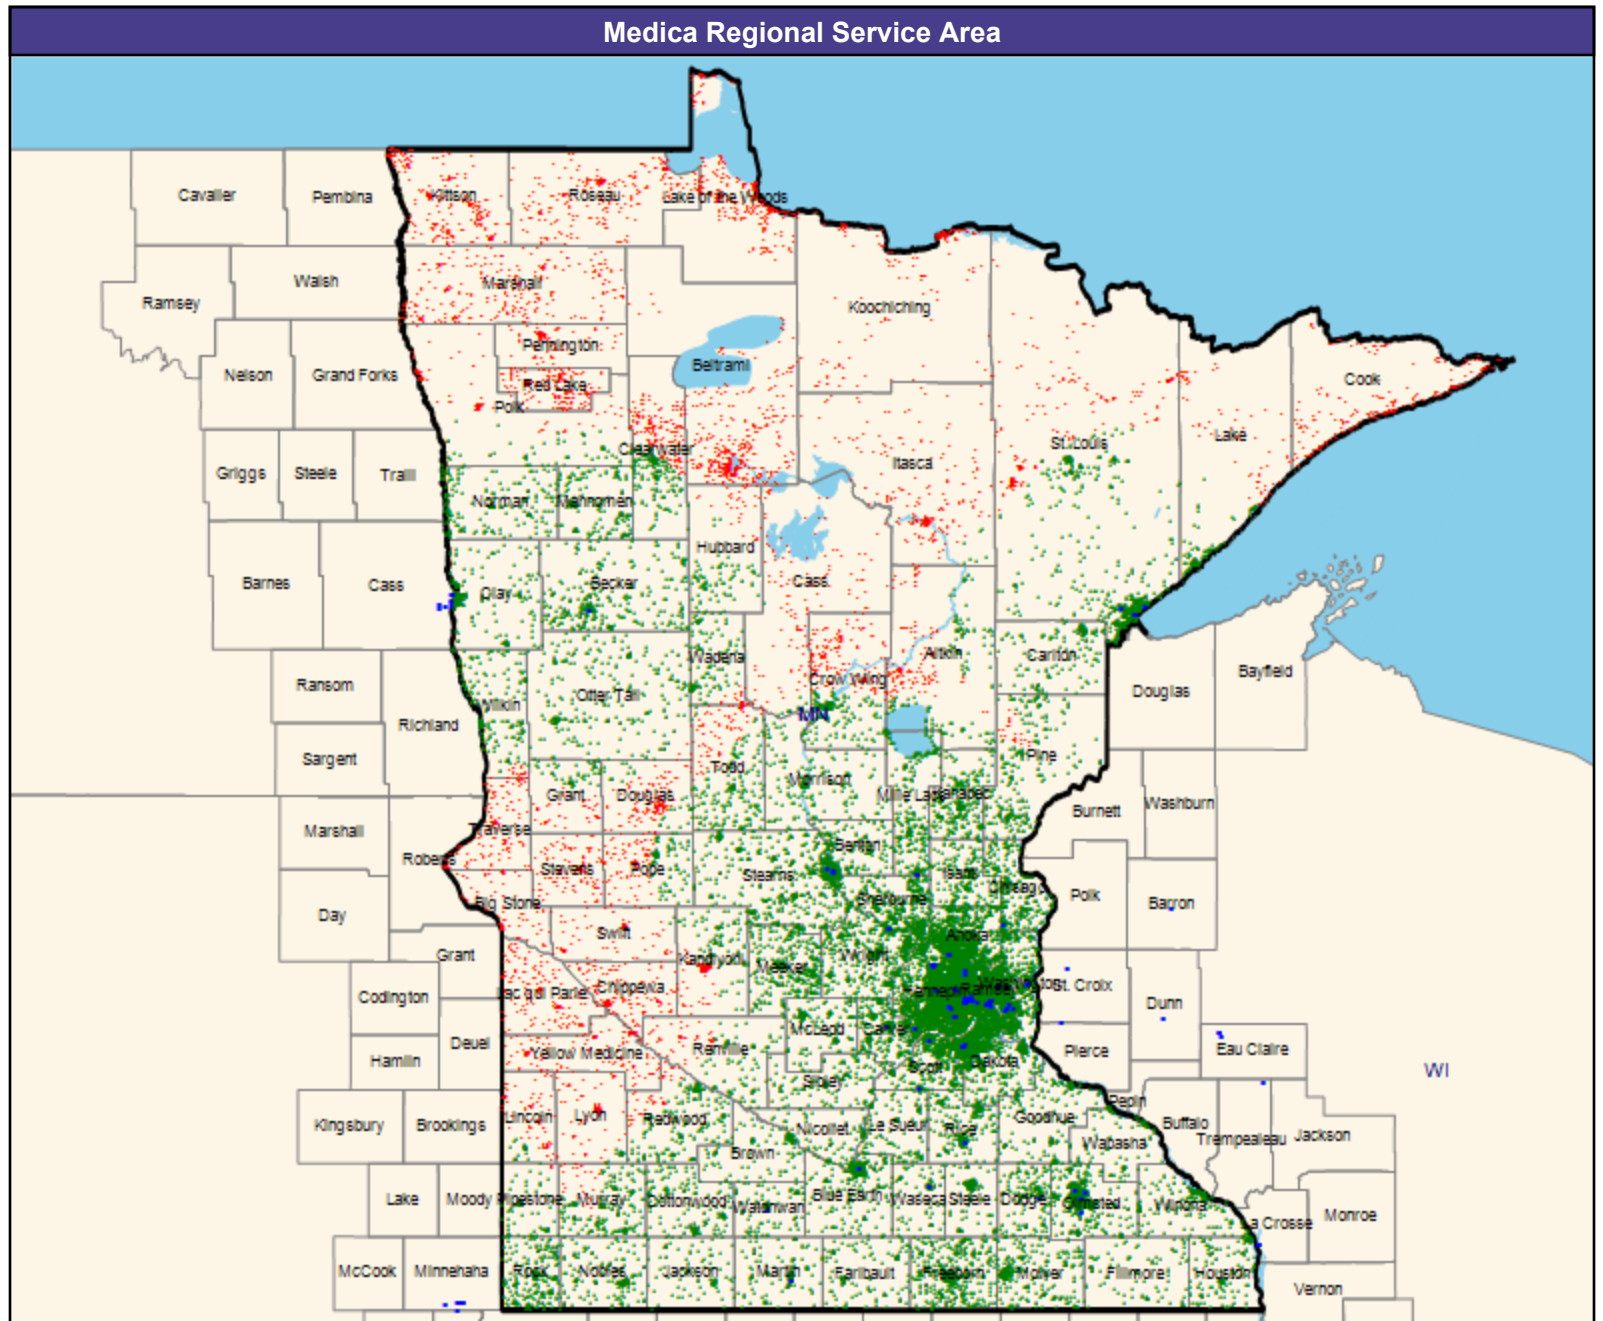 Medica Regional Service Area
Cavalier
Pembina
Kittson
Roseau
Lake of the Woods
Ramsey
Walsh
Marshall
Koochiching
Nelson
Grand Forks
Pennington
Red Lake
Polk
Beltrami
Cook
Griggs
Steele
Traill
Clearwater
Itasca
St. Louis
Lake
Norman
Mahnomen
Hubbard
Barnes
Cass
Clay
Becker
Cass
Ransom
Richland
Wilkin
Otter Tail
Wadena
Crow Wing
Aitkin
Carlton
Douglas
Bayfield
MN
Sargent
Todd
Morrison
Mille Lacs
Kanabec
Pine
Burnett
Washburn
Marshall
Roberts
Traverse
Grant
Douglas
Stevens
Pope
Stearns
Benton
Isanti
Chisago
Polk
Barron
Day
Big Stone
Swift
Sherburne
Grant
Kandiyohi
Meeker
Wright
Anoka
Hennepin
Ramsey
Washington
St. Croix
Dunn
Codington
Lac qui Parle
Chippewa
McLeod
Carver
Hamlin
Deuel
Yellow Medicine
Renville
Sibley
Scott
Dakota
Pierce
Eau Claire
WI
Kingsbury
Brookings
Lincoln
Lyon
Redwood
Brown
Nicollet
Le Sueur
Rice
Goodhue
Wabasha
Pepin
Buffalo
Trempealeau
Jackson
Lake
Moody
Pipestone
Murray
Cottonwood
Watonwan
Blue Earth
Waseca
Steele
Dodge
Olmsted
Winona
La Crosse
Monroe
McCook
Minnehaha
Rock
Nobles
Jackson
Martin
Faribault
Freeborn
Mower
Fillmore
Houston
Vernon